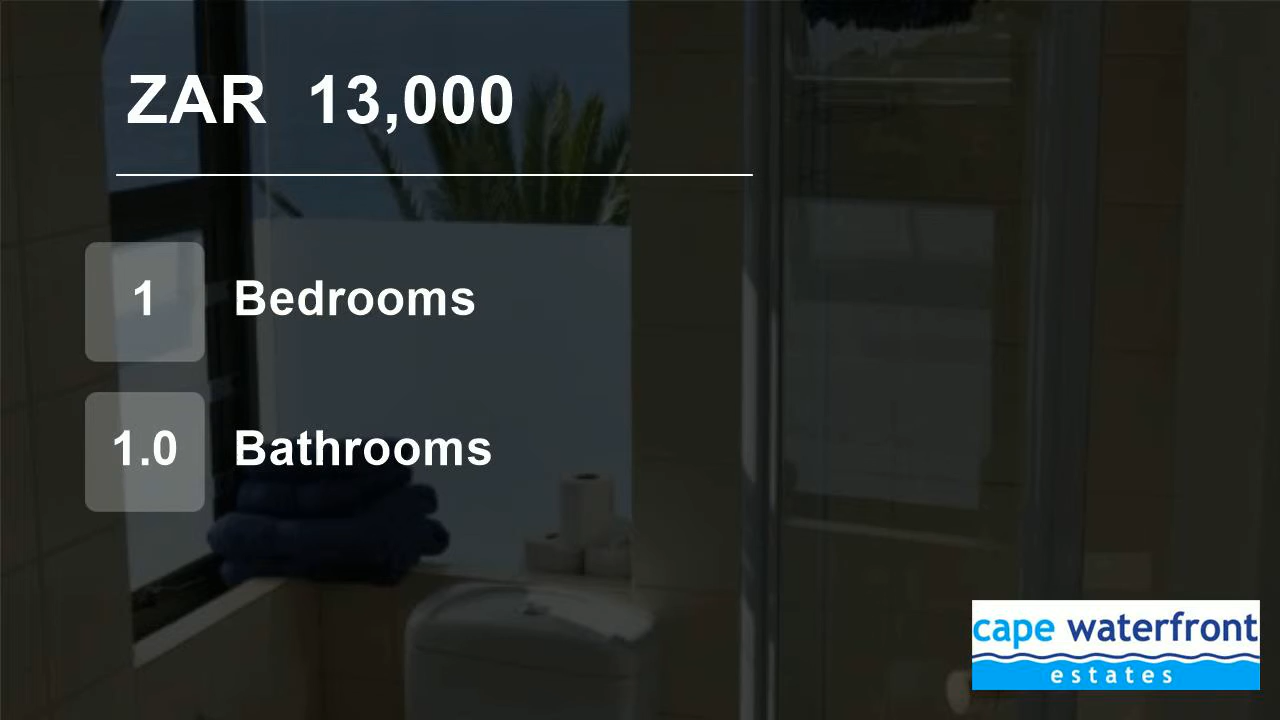 ZAR 13,000
1 Bedrooms
1.0 Bathrooms
cape waterfront
estates